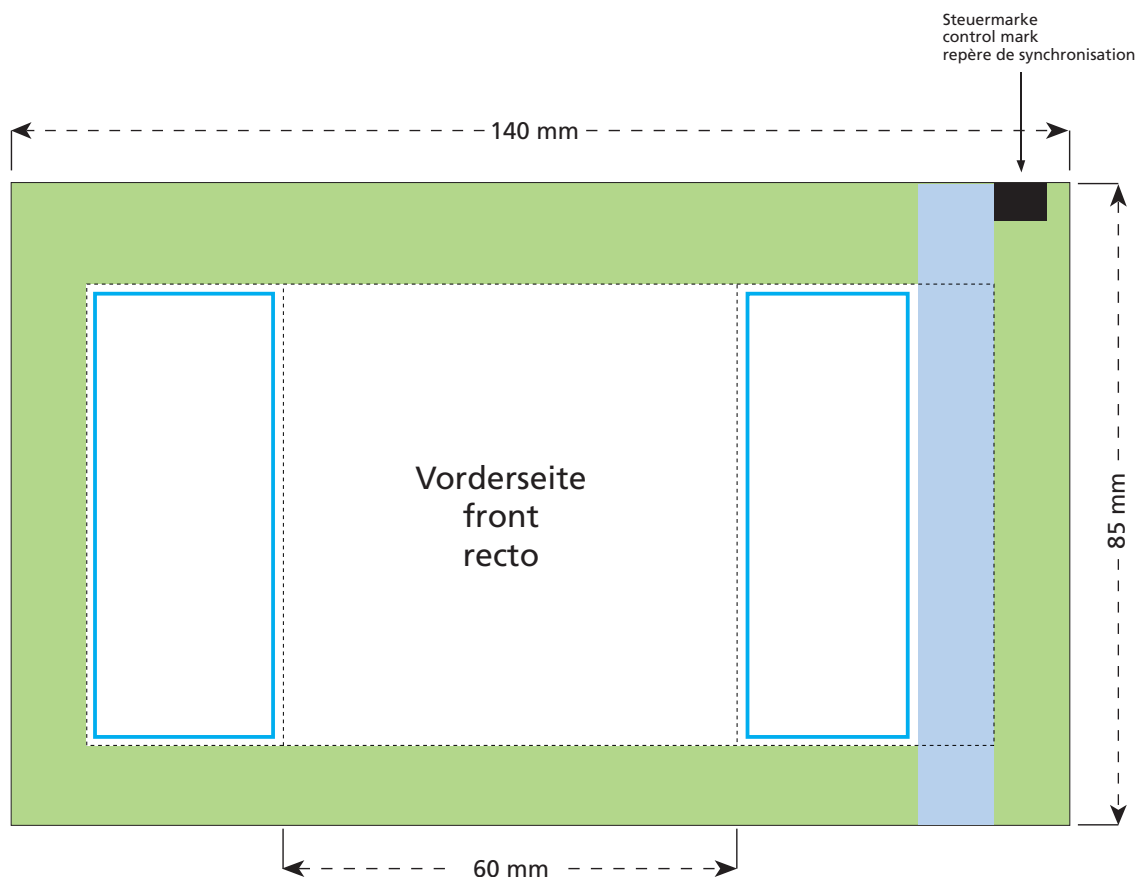 Steuermarke
control mark
repère de synchronisation
140 mm
Vorderseite
front
recto
85 mm
60 mm